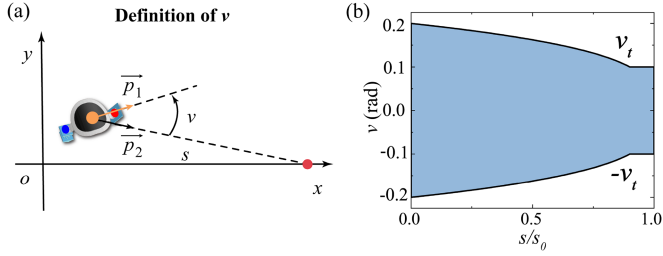 (a)
Definition of v
y
p₁
v
p₂
s
o
x
(b)
0.2
0.1
0.0
-0.1
-0.2
v (rad)
vₜ
-vₜ
0.0 0.5 1.0
s/s₀